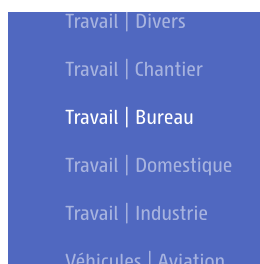 Travail | Divers
Travail | Chantier
Travail | Bureau
Travail | Domestique
Travail | Industrie
Véhicules | Aviation